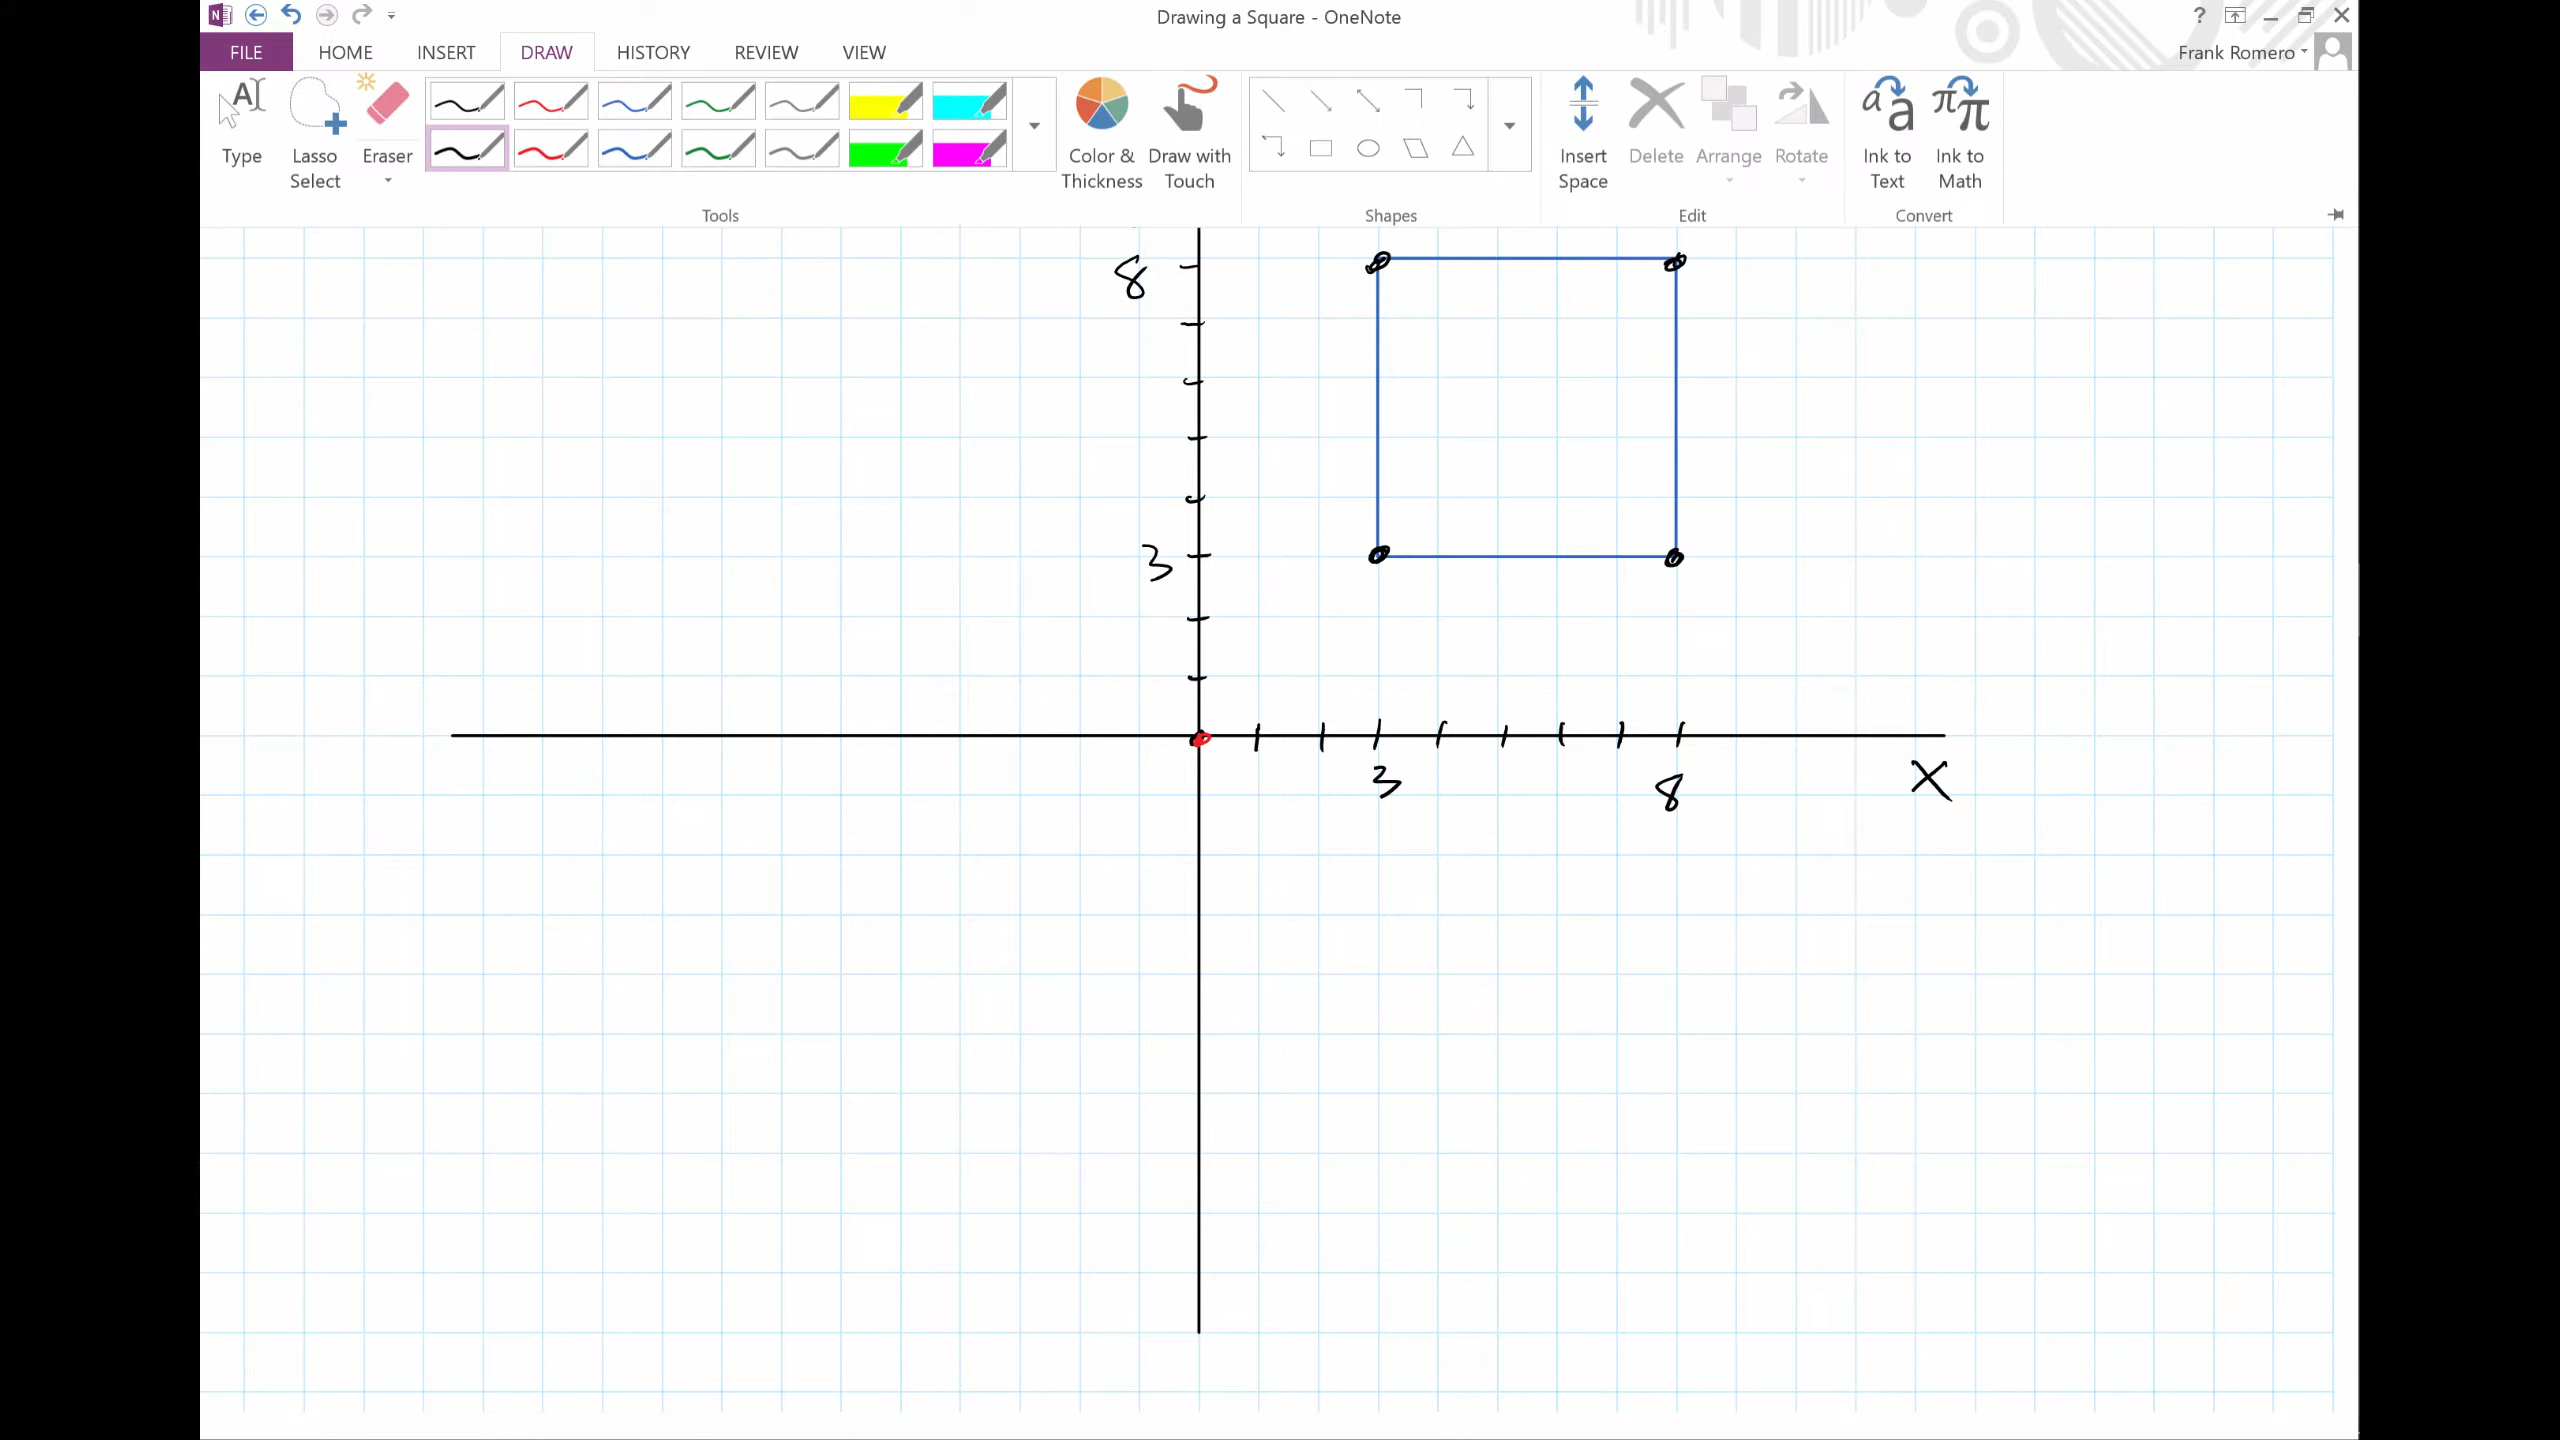 Drawing a Square - OneNote
?
FILE HOME INSERT DRAW HISTORY REVIEW VIEW
Frank Romero
Type
Lasso Select
Eraser
Color & Thickness
Draw with Touch
Insert Space
Delete
Arrange
Rotate
Ink to Text
Ink to Math
Tools
Shapes
Edit
Convert
8
3
3
8
X